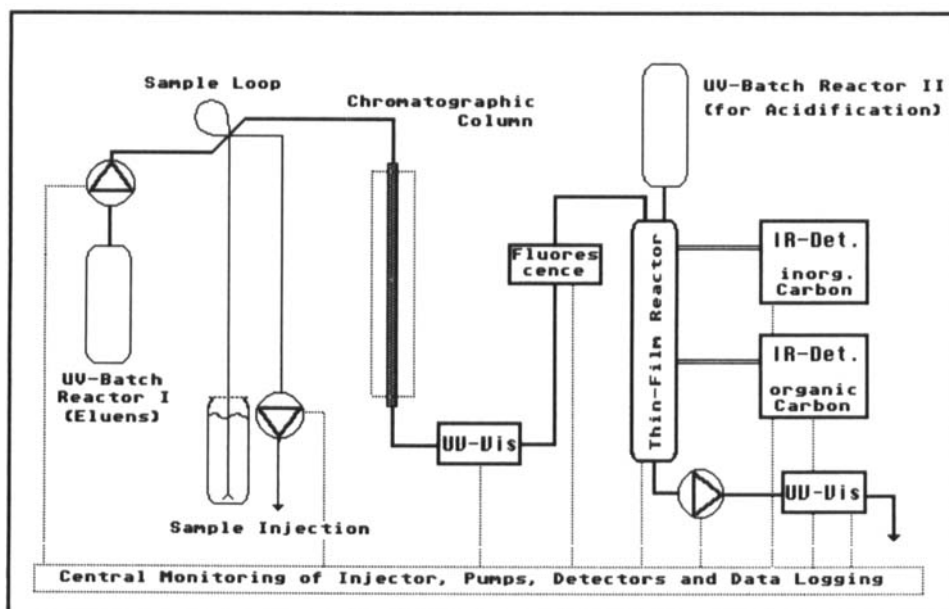 Sample Loop
Chromatographic
Column
UV-Batch Reactor II
(for Acidification)
Fluores
cence
Thin-Film Reactor
IR-Det.
inorg.
Carbon
IR-Det.
organic
Carbon
UV-Batch
Reactor I
(Eluens)
UV-Vis
UV-Vis
Sample Injection
Central Monitoring of Injector, Pumps, Detectors and Data Logging